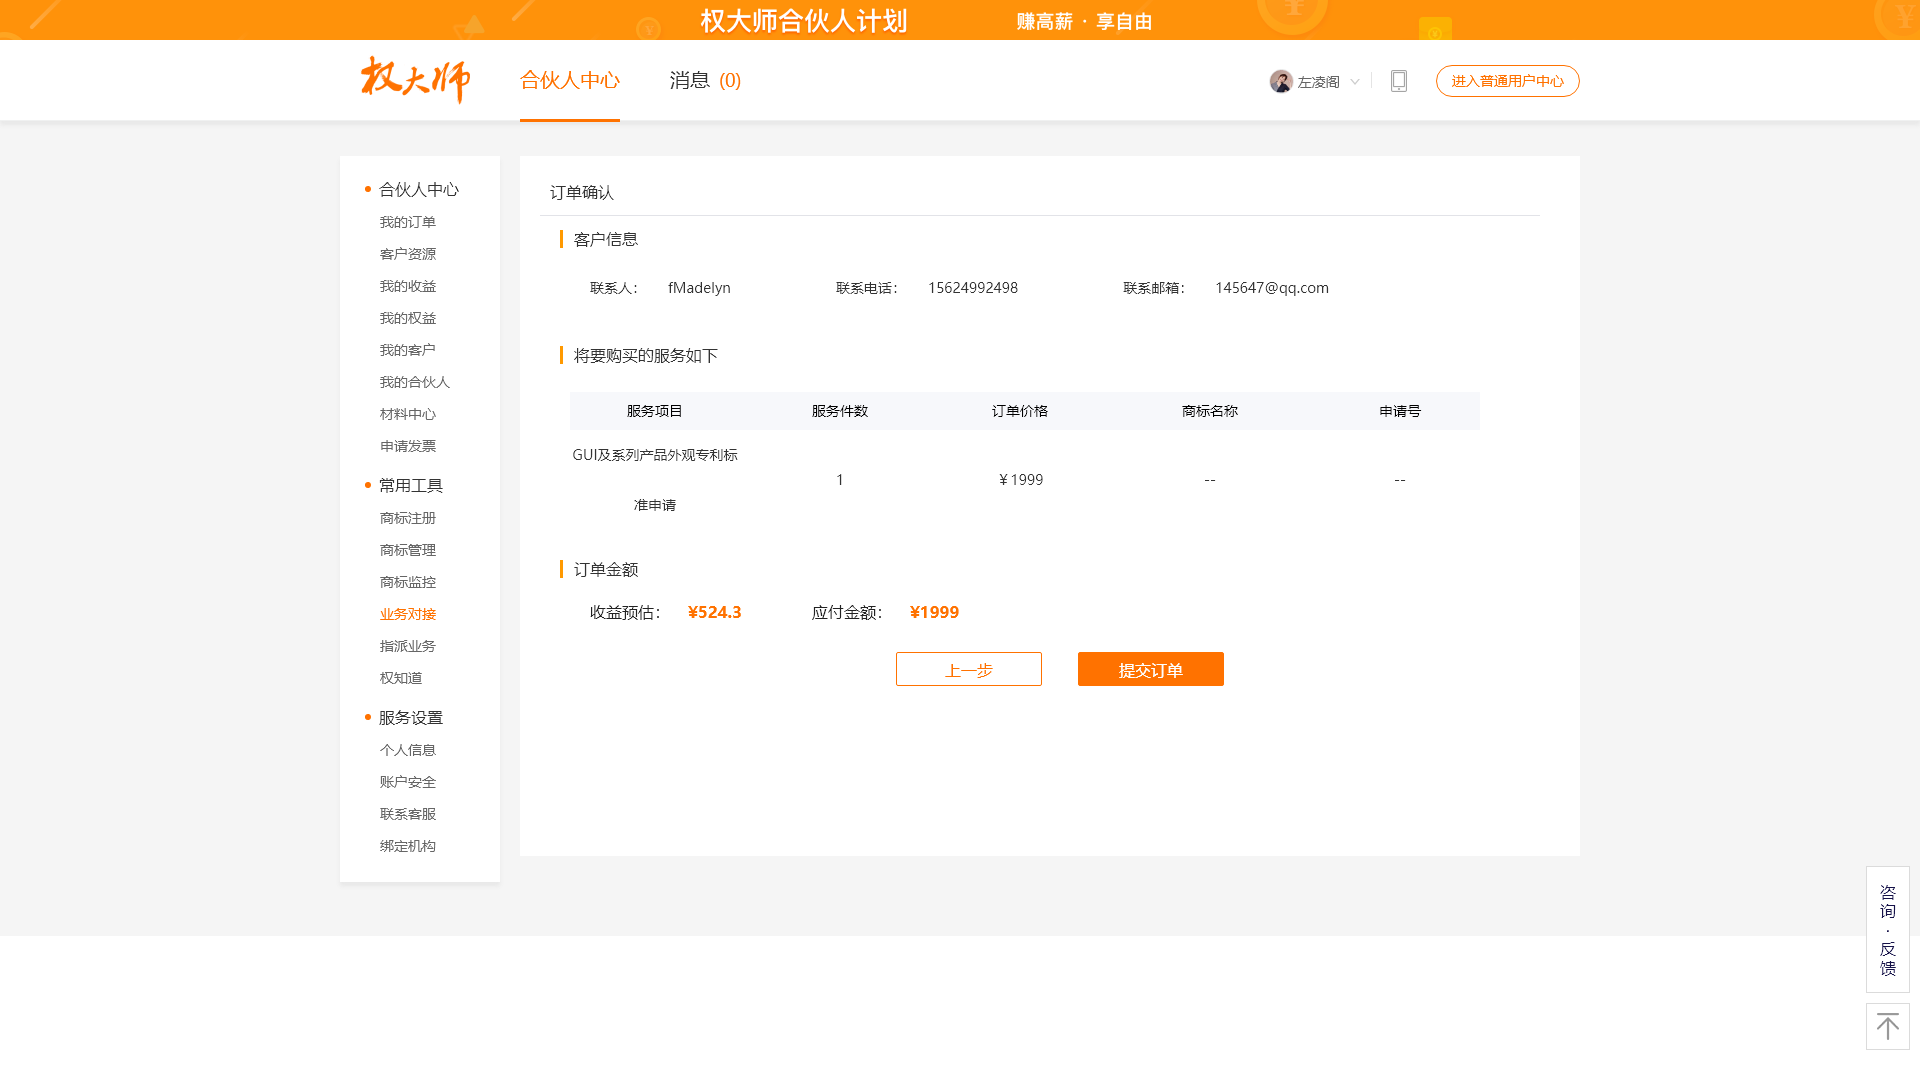 权大师合伙人计划 赚高薪 · 享自由
权大师 合伙人中心 消息 (0) 左凌阁 进入普通用户中心
合伙人中心
我的订单
客户资源
我的收益
我的权益
我的客户
我的合伙人
材料中心
申请发票
常用工具
商标注册
商标管理
商标监控
业务对接
指派业务
权知道
服务设置
个人信息
账户安全
联系客服
绑定机构
订单确认
客户信息
联系人： fMadelyn 联系电话： 15624992498 联系邮箱： 145647@qq.com
将要购买的服务如下
服务项目 服务件数 订单价格 商标名称 申请号
GUI及系列产品外观专利标
准申请
1 ￥1999 -- --
订单金额
收益预估： ¥524.3 应付金额： ¥1999
上一步 提交订单
咨
询
·
反
馈